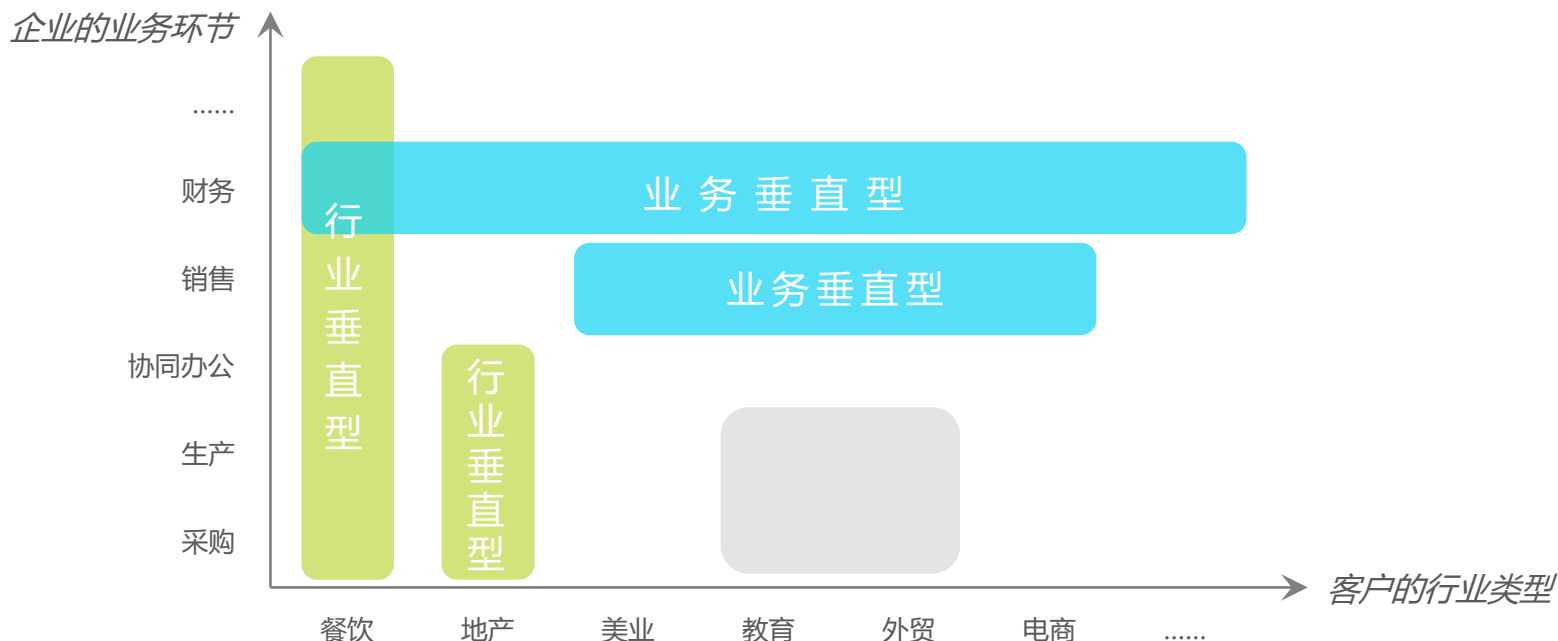 企业的业务环节
......
财务
销售
协同办公
生产
采购
行业垂直型
业务垂直型
业务垂直型
行业垂直型
客户的行业类型
餐饮
地产
美业
教育
外贸
电商
......